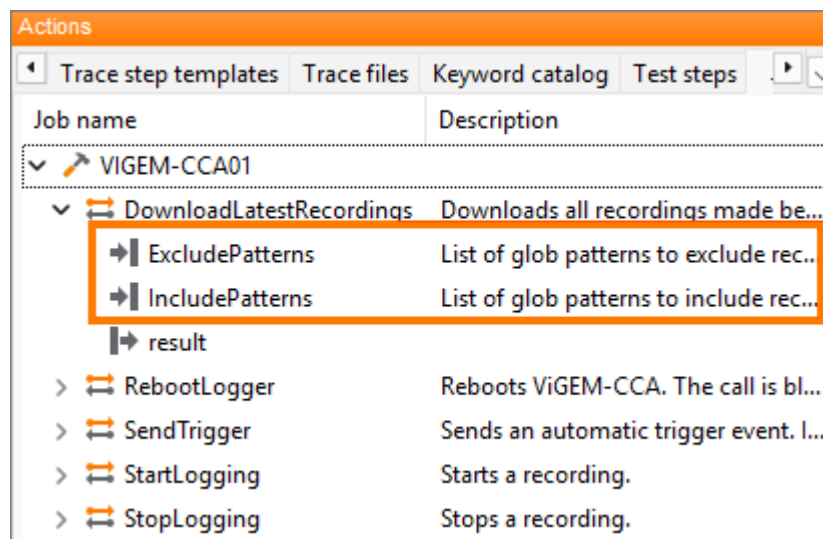 Actions
Trace step templates Trace files Keyword catalog Test steps
Job name Description
VIGEM-CCA01
DownloadLatestRecordings Downloads all recordings made be...
ExcludePatterns List of glob patterns to exclude rec...
IncludePatterns List of glob patterns to include rec...
result
RebootLogger Reboots ViGEM-CCA. The call is bl...
SendTrigger Sends an automatic trigger event. I...
StartLogging Starts a recording.
StopLogging Stops a recording.